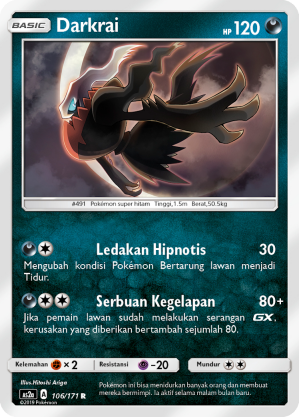 BASIC Darkrai HP 120
#491 Pokémon super hitam Tinggi,1.5m Berat,50.5kg
Ledakan Hipnotis 30
Mengubah kondisi Pokémon Bertarung lawan menjadi
Tidur.
Serbuan Kegelapan 80+
Jika pemain lawan sudah melakukan serangan GX,
kerusakan yang diberikan bertambah sejumlah 80.
Kelemahan × 2 Resistansi -20 Mundur
Illus.Hitoshi Ariga
Pokémon ini bisa menidurkan banyak orang dan membuat
mereka bermimpi. Ia aktif di malam bulan baru.
AS2a A 106/171 R
©2019 Pokémon